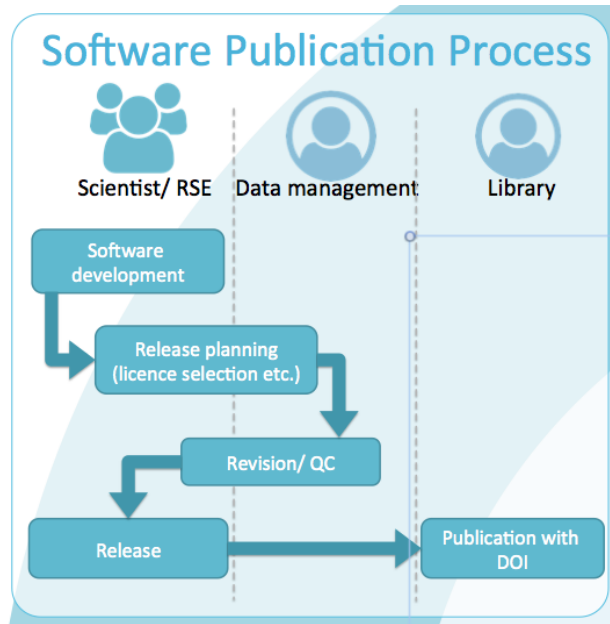 Software Publication Process
Scientist/ RSE
Data management
Library
Software
development
Release planning
(licence selection etc.)
Revision/ QC
Release
Publication with
DOI